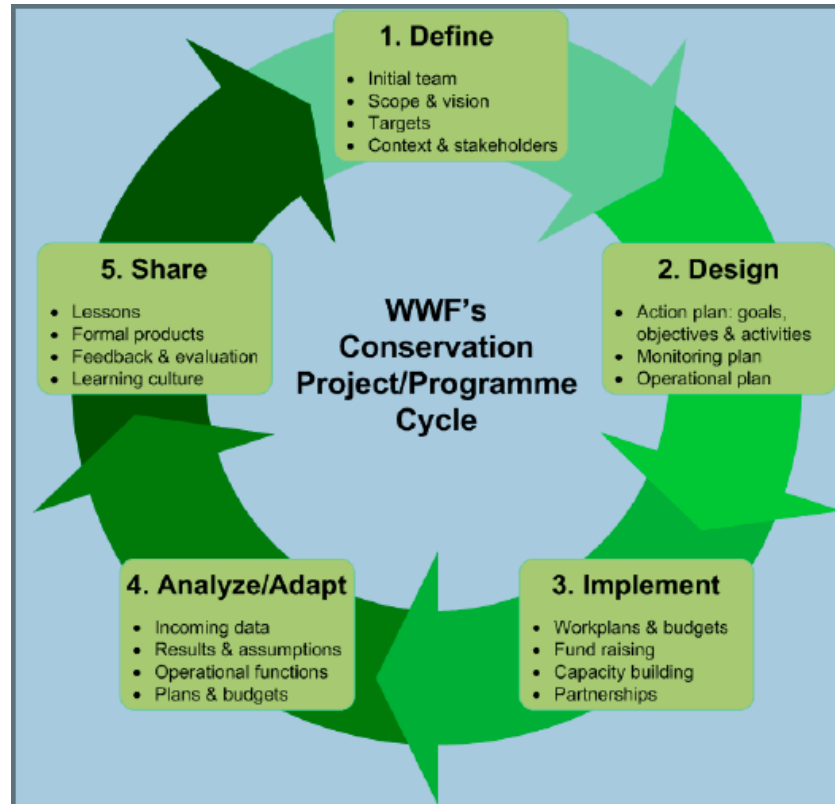 1. Define
• Initial team
• Scope & vision
• Targets
• Context & stakeholders
2. Design
• Action plan: goals,
objectives & activities
• Monitoring plan
• Operational plan
3. Implement
• Workplans & budgets
• Fund raising
• Capacity building
• Partnerships
4. Analyze/Adapt
• Incoming data
• Results & assumptions
• Operational functions
• Plans & budgets
5. Share
• Lessons
• Formal products
• Feedback & evaluation
• Learning culture
WWF's
Conservation
Project/Programme
Cycle